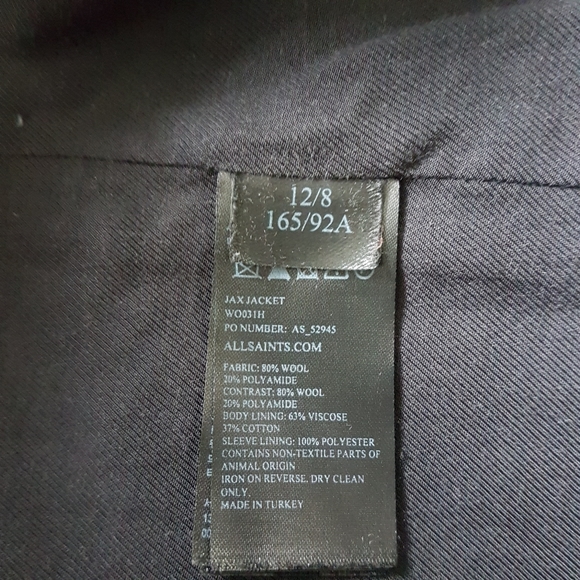 12/8
165/92A
JAX JACKET
WO031H
PO NUMBER: AS_52945
ALLSAINTS.COM
FABRIC: 80% WOOL
20% POLYAMIDE
CONTRAST: 80% WOOL
20% POLYAMIDE
BODY LINING: 63% VISCOSE
37% COTTON
SLEEVE LINING: 100% POLYESTER
CONTAINS NON-TEXTILE PARTS OF
ANIMAL ORIGIN
IRON ON REVERSE. DRY CLEAN
ONLY.
MADE IN TURKEY